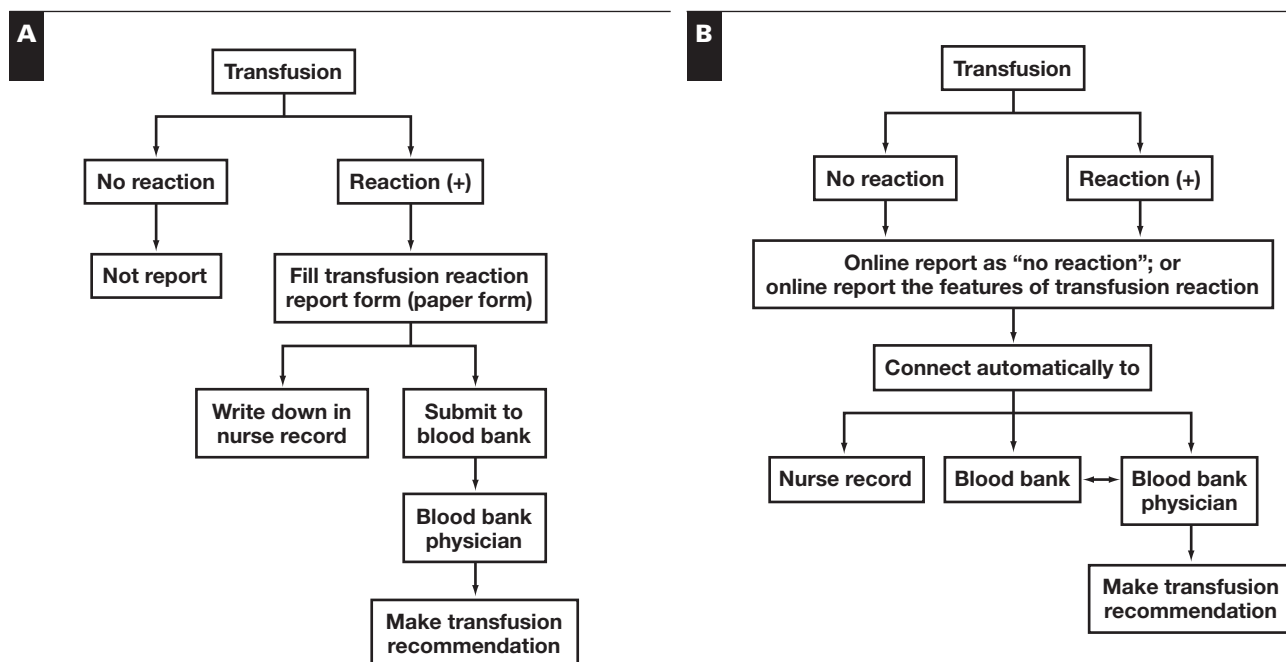 A
Transfusion
No reaction
Reaction (+)
Not report
Fill transfusion reaction
report form (paper form)
Write down in
nurse record
Submit to
blood bank
Blood bank
physician
Make transfusion
recommendation
B
Transfusion
No reaction
Reaction (+)
Online report as “no reaction”; or
online report the features of transfusion reaction
Connect automatically to
Nurse record
Blood bank
Blood bank
physician
Make transfusion
recommendation